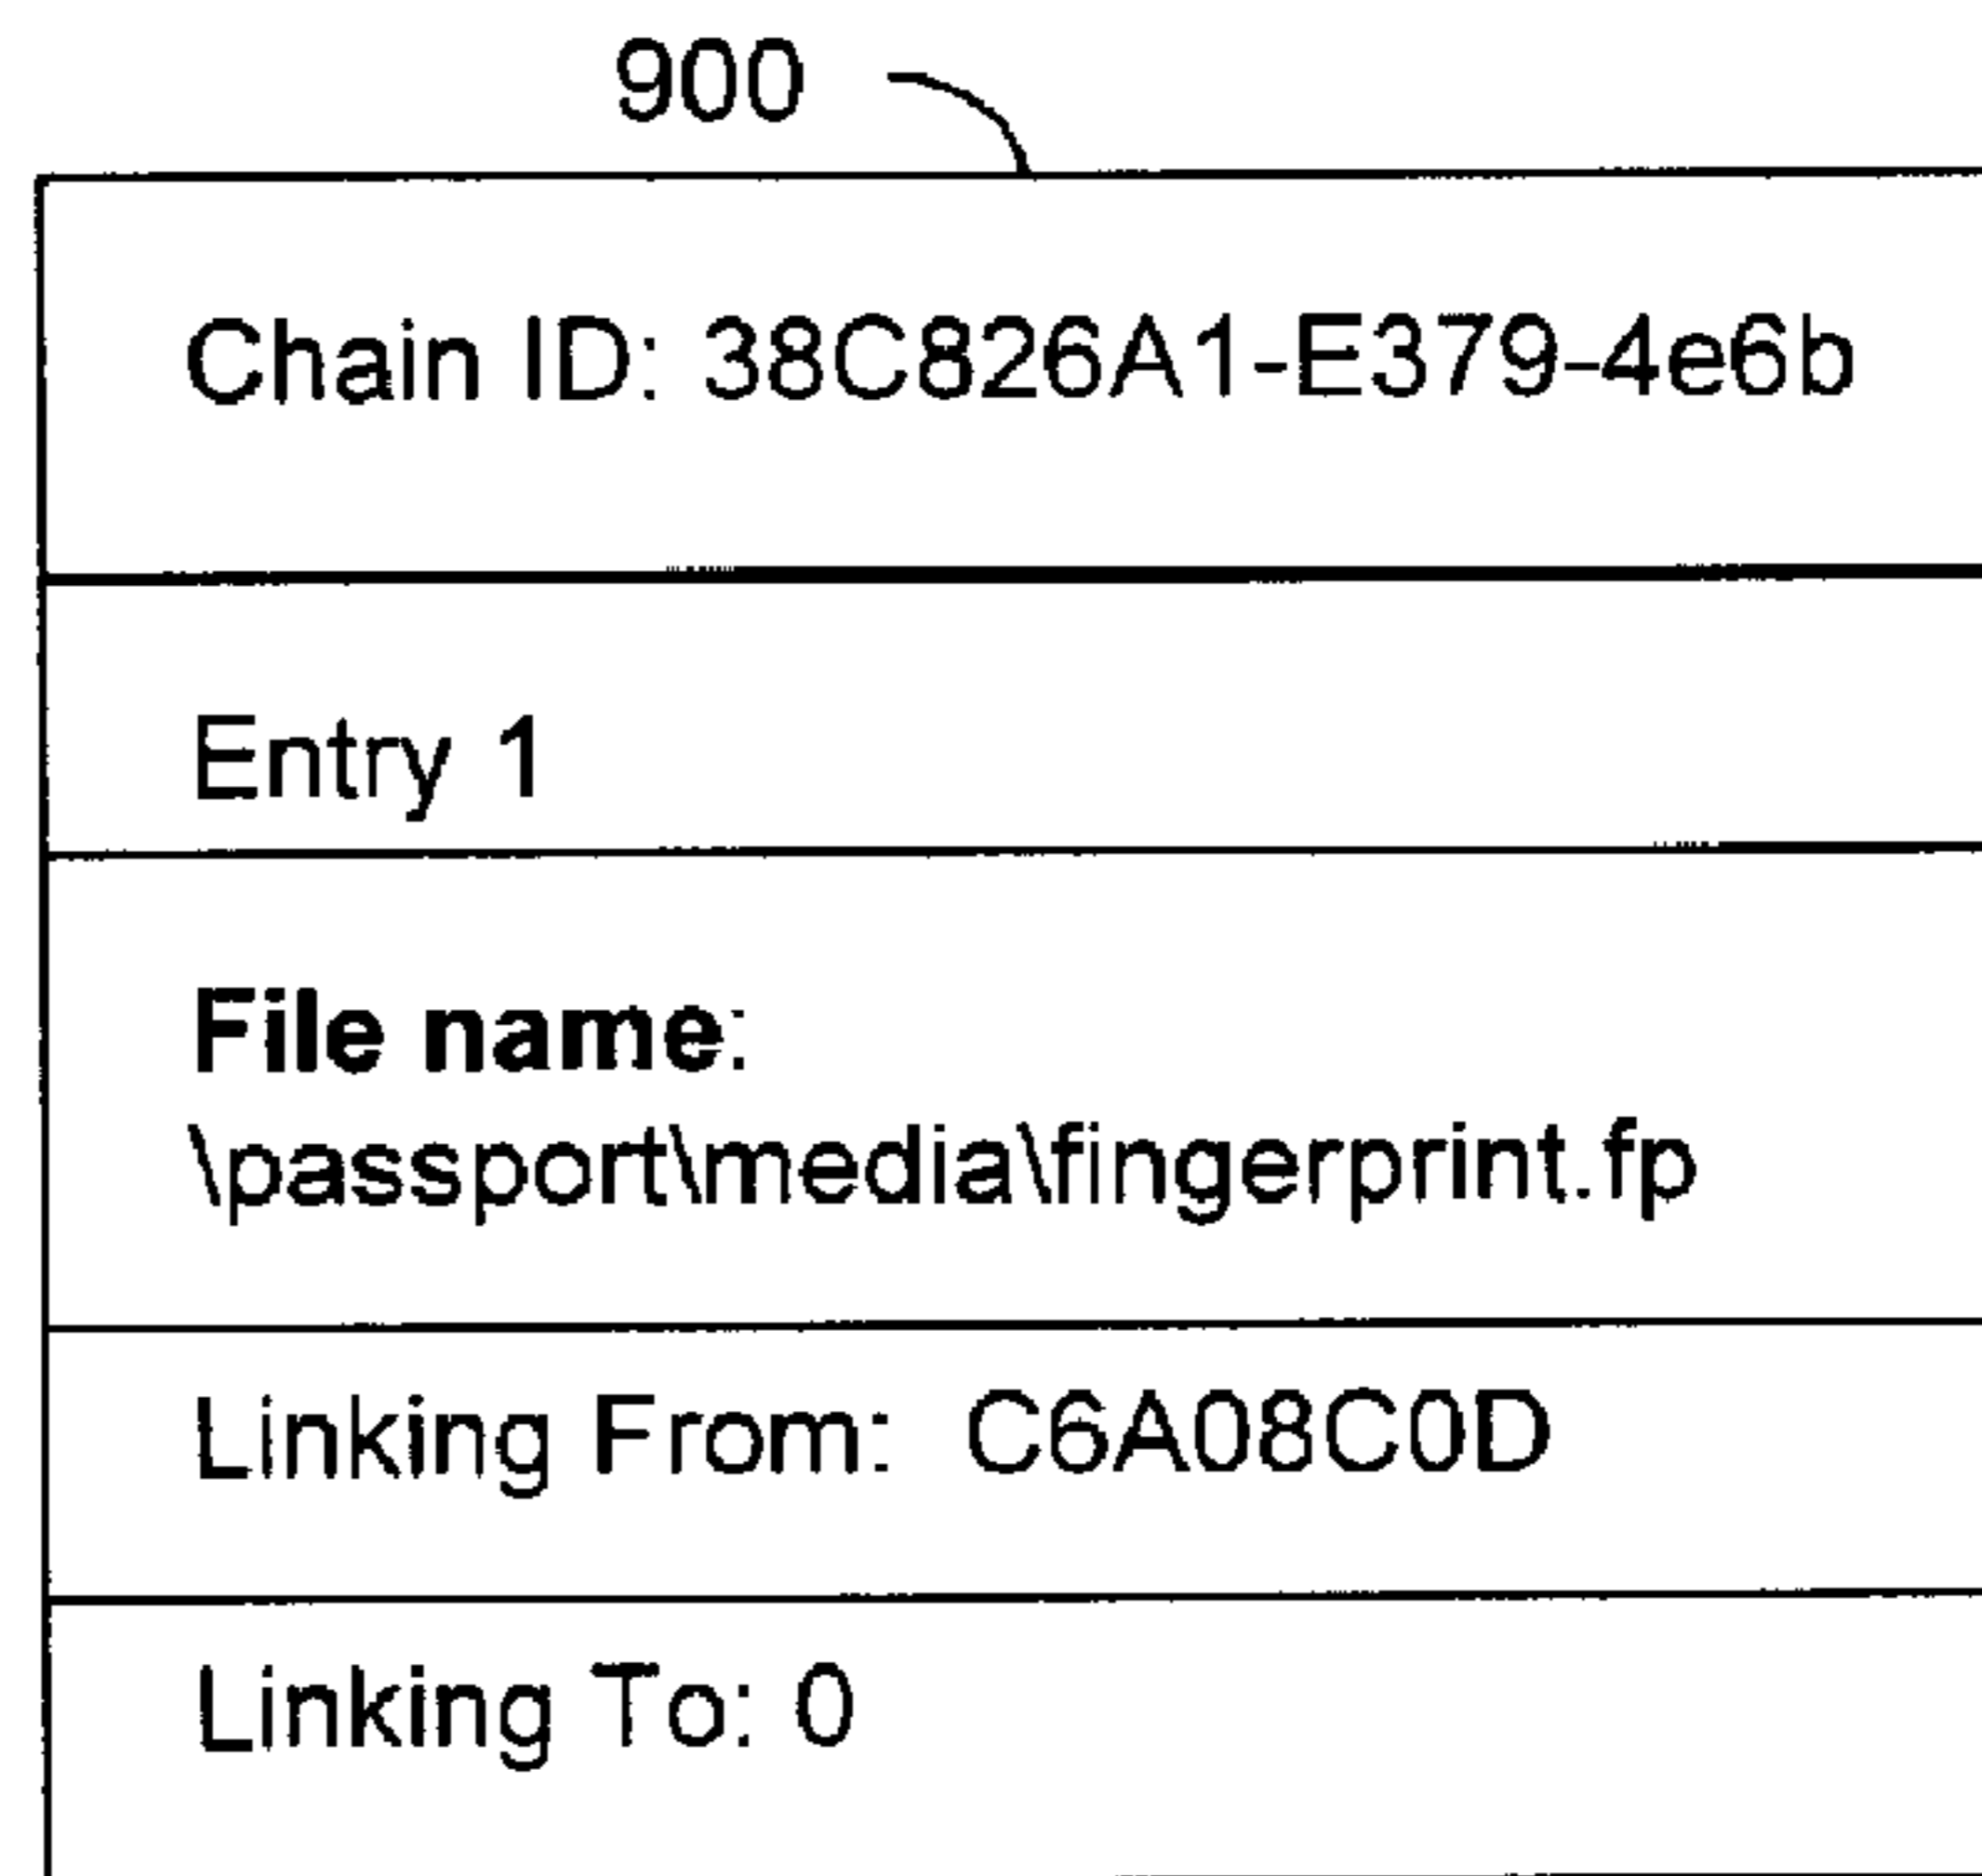 900
Chain ID: 38C826A1-E379-4e6b
Entry 1
File name:
\passport\media\fingerprint.fp
Linking From: C6A08C0D
Linking To: 0